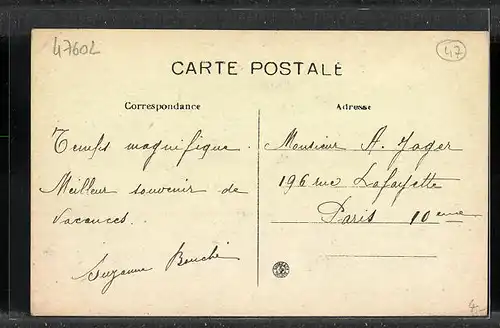 47602
47
CARTE POSTALE
Correspondance
Adresse
Temps magnifique.
Meilleur souvenir de
vacances.
Suzanne
Monsieur A. Jager
196 rue Lafayette
Paris 10eme